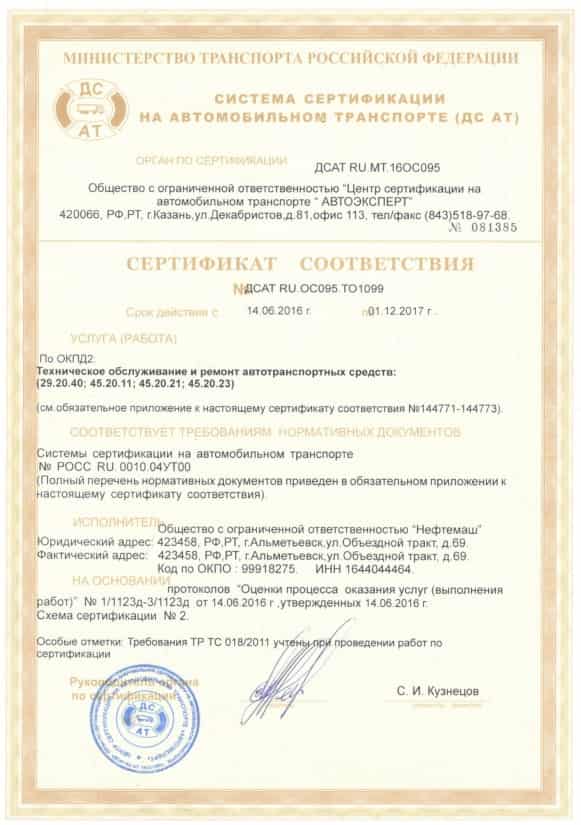 МИНИСТЕРСТВО ТРАНСПОРТА РОССИЙСКОЙ ФЕДЕРАЦИИ
ДС
АТ
СИСТЕМА СЕРТИФИКАЦИИ
НА АВТОМОБИЛЬНОМ ТРАНСПОРТЕ (ДС АТ)
ОРГАН ПО СЕРТИФИКАЦИИ
ДСАТ RU.МТ.16ОС095
Общество с ограниченной ответственностью "Центр сертификации на
автомобильном транспорте " АВТОЭКСПЕРТ"
420066, РФ,РТ, г.Казань,ул.Декабристов,д.81,офис 113, тел/факс (843)518-97-68.
№ 081385
СЕРТИФИКАТ СООТВЕТСТВИЯ
№ДСАТ RU.ОС095.ТО1099
Срок действия с 14.06.2016 г. по 01.12.2017 г .
УСЛУГА (РАБОТА)
По ОКПД2:
Техническое обслуживание и ремонт автотранспортных средств:
(29.20.40; 45.20.11; 45.20.21; 45.20.23)
(см.обязательное приложение к настоящему сертификату соответствия №144771-144773).
СООТВЕТСТВУЕТ ТРЕБОВАНИЯМ НОРМАТИВНЫХ ДОКУМЕНТОВ
Системы сертификации на автомобильном транспорте
№ РОСС RU. 0010.04УТ00
(Полный перечень нормативных документов приведен в обязательном приложении к
настоящему сертификату соответствия).
ИСПОЛНИТЕЛЬ
Общество с ограниченной ответственностью "Нефтемаш"
Юридический адрес: 423458, РФ,РТ, г.Альметьевск,ул.Объездной тракт, д.69.
Фактический адрес: 423458, РФ,РТ, г.Альметьевск,ул.Объездной тракт, д.69.
Код по ОКПО : 99918275. ИНН 1644044464.
НА ОСНОВАНИИ
протоколов "Оценки процесса оказания услуг (выполнения
работ)" № 1/1123д-3/1123д от 14.06.2016 г ,утвержденных 14.06.2016 г.
Схема сертификации № 2.
Особые отметки: Требования ТР ТС 018/2011 учтены при проведении работ по
сертификации
Руководитель органа
по сертификации:
С. И. Кузнецов
ДС
АТ